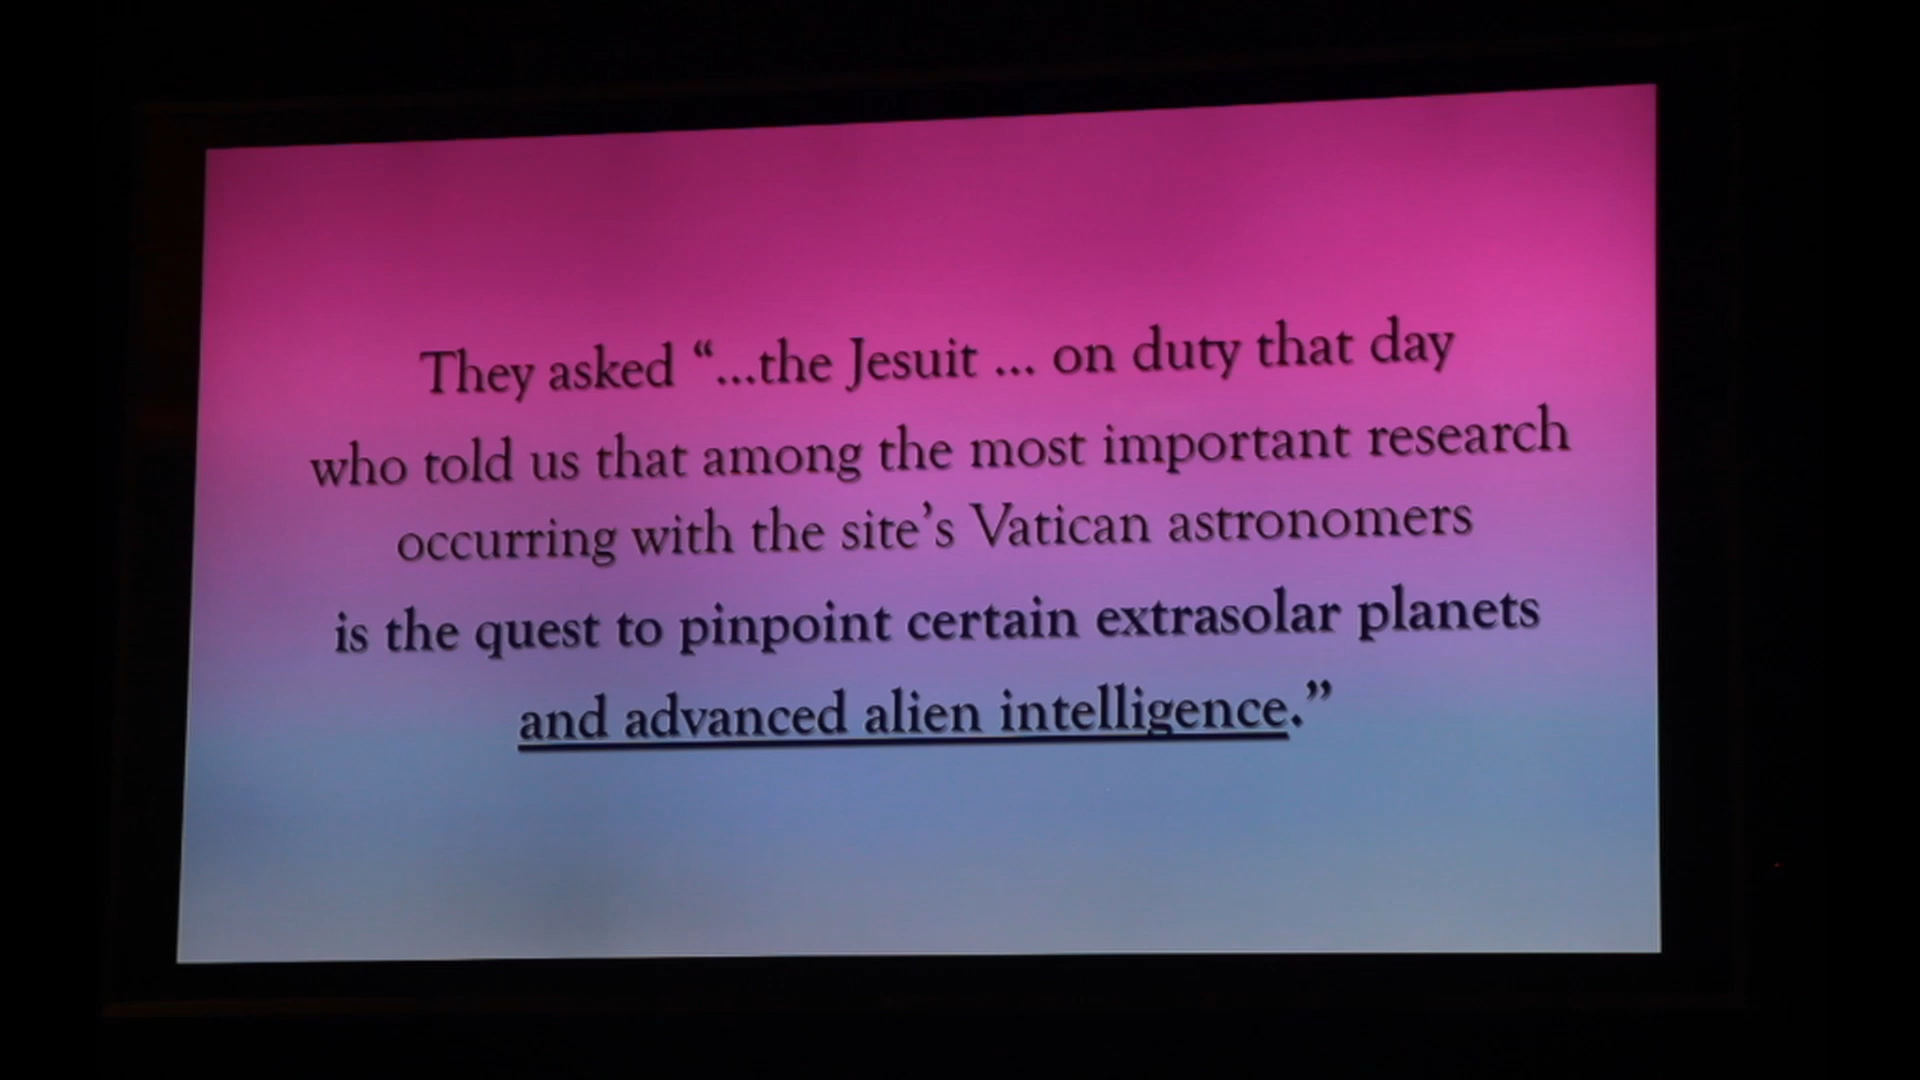 They asked “...the Jesuit ... on duty that day
who told us that among the most important research
occurring with the site’s Vatican astronomers
is the quest to pinpoint certain extrasolar planets
and advanced alien intelligence.”